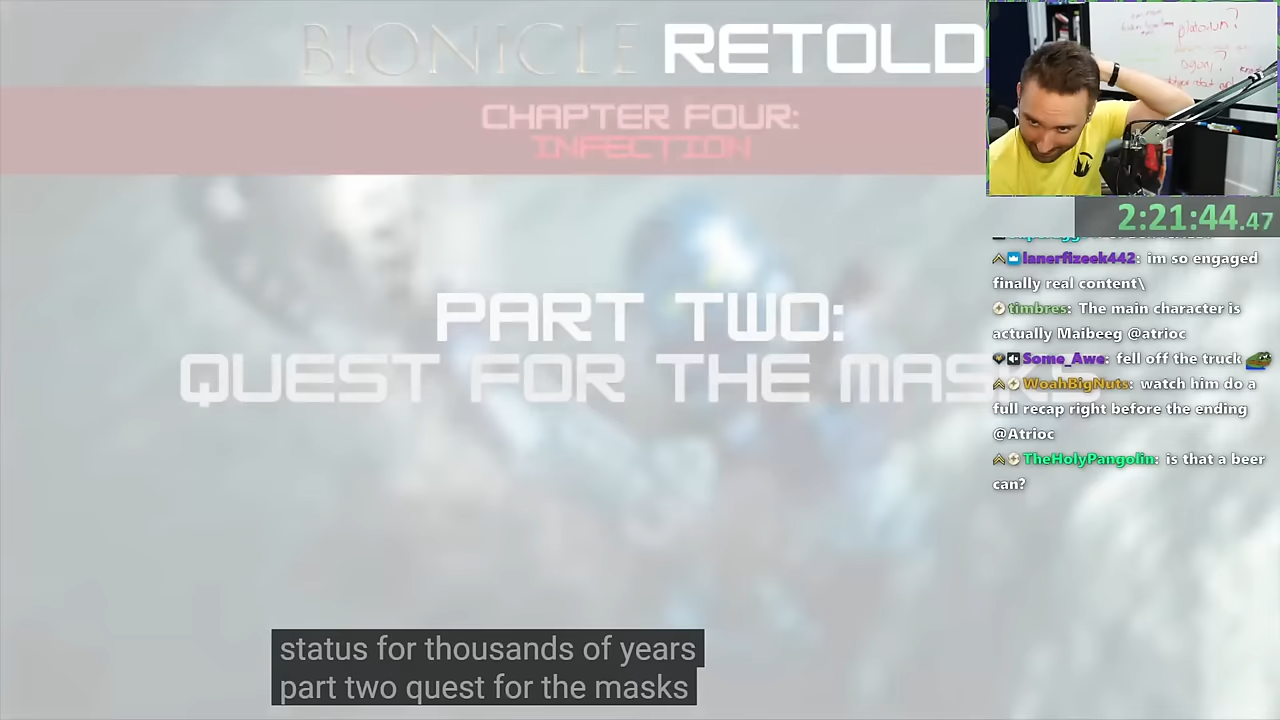 BIONICLE RETOLD
CHAPTER FOUR:
INFECTION
PART TWO:
QUEST FOR THE MASKS
status for thousands of years
part two quest for the masks
platorun?
?
2:21:44.47
lanerfizeek442: im so engaged
finally real content\
timbres: The main character is
actually Maibeeg @atrioc
Some_Awe: fell off the truck
WoahBigNuts: watch him do a
full recap right before the ending
@Atrioc
TheHolyPangolin: is that a beer
can?